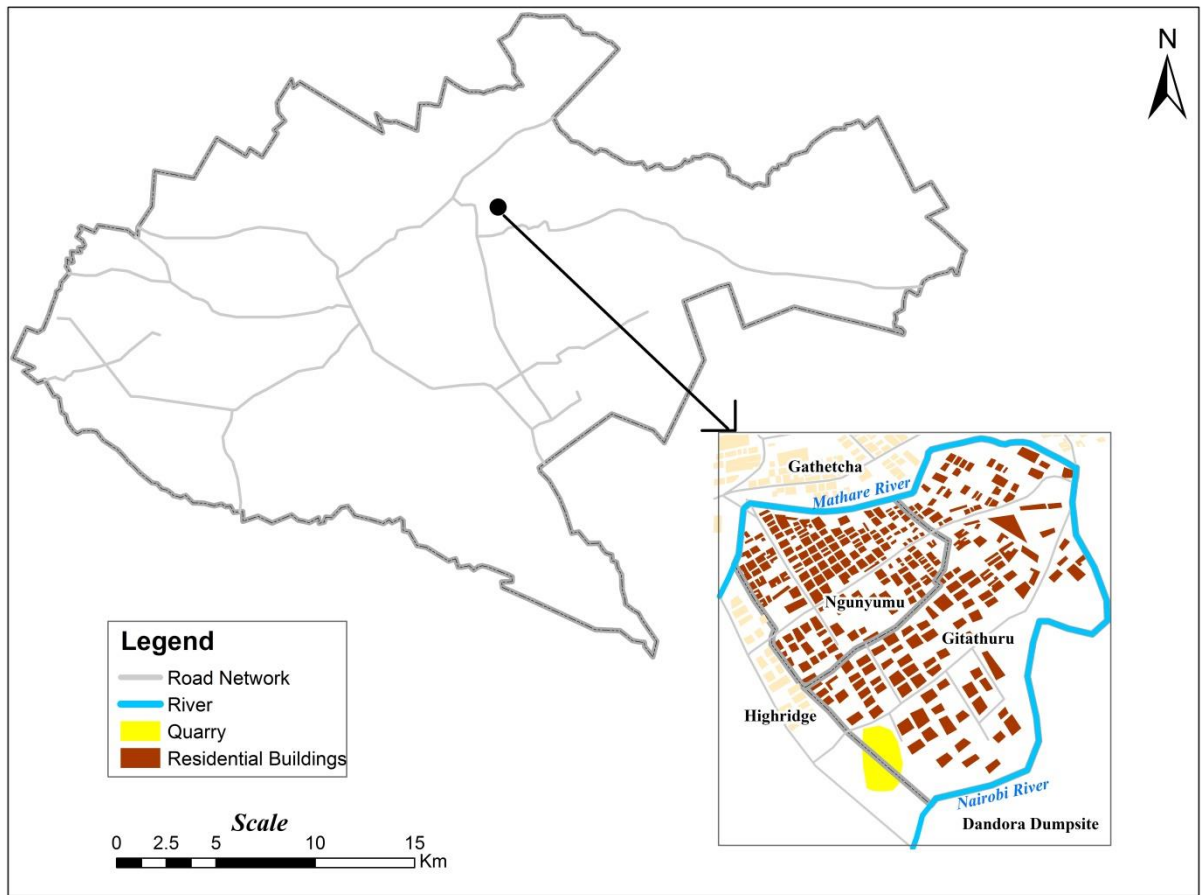 N
Gathetcha
Mathare River
Ngunyumu
Gitathuru
Highridge
Nairobi River
Dandora Dumpsite
Legend
Road Network
River
Quarry
Residential Buildings
Scale
0 2.5 5 10 15
Km